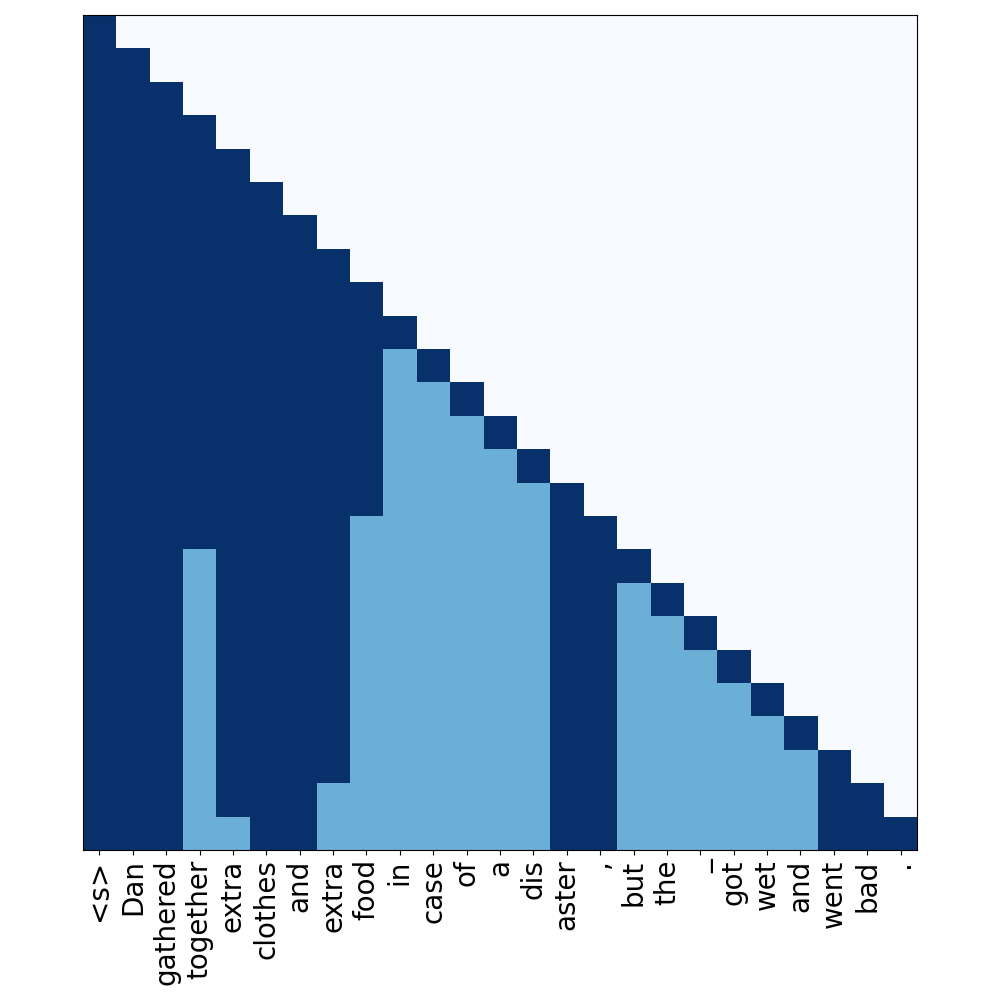 <s> Dan gathered together extra clothes and extra food in case of a dis aster , but the _ got wet and went bad .